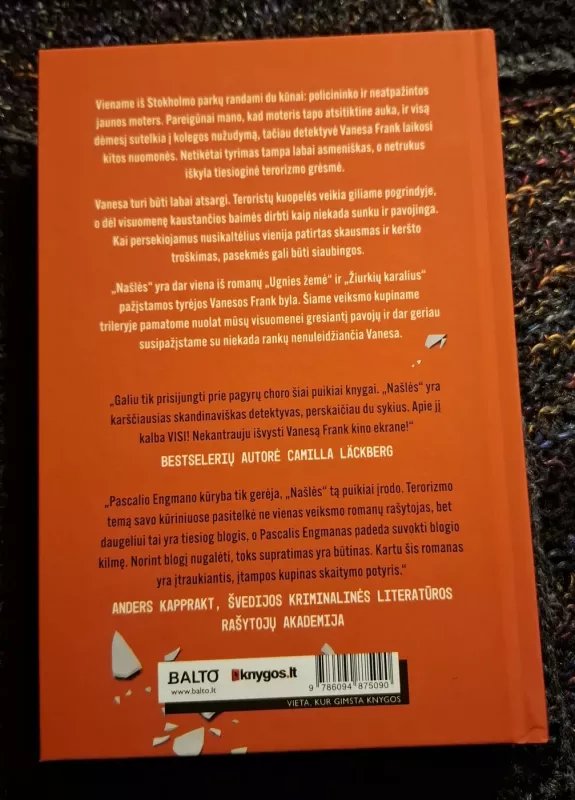 Viename iš Stokholmo parkų randami du kūnai: policininko ir neatpažintos
jaunos moters. Pareigūnai mano, kad moteris tapo atsitiktine auka, ir visą
dėmesį sutelkia į kolegos nužudymą, tačiau detektyvė Vanesa Frank laikosi
kitos nuomonės. Netikėtai tyrimas tampa labai asmeniškas, o netrukus
iškyla tiesioginė terorizmo grėsmė.
Vanesa turi būti labai atsargi. Teroristų kuopelės veikia giliame pogrindyje,
o dėl visuomenę kaustančios baimės dirbti kaip niekada sunku ir pavojinga.
Kai persekiojamus nusikaltėlius vienija patirtas skausmas ir keršto
troškimas, pasekmės gali būti siaubingos.
„Našlės" yra dar viena iš romanų „Ugnies žemė" ir „Žiurkių karalius"
pažįstamos tyrėjos Vanesos Frank byla. Šiame veiksmo kupiname
trileryje pamatome nuolat mūsų visuomenei gresiantį pavojų ir dar geriau
susipažįstame su niekada rankų nenuleidžiančia Vanesa.
„Galiu tik prisijungti prie pagyrų choro šiai puikiai knygai. „Našlės" yra
karščiausias skandinaviškas detektyvas, perskaičiau du sykius. Apie jį
kalba VISI! Nekantrauju išvysti Vanesą Frank kino ekrane!"
BESTSELERIŲ AUTORĖ CAMILLA LÄCKBERG
„Pascalio Engmano kūryba tik gerėja, „Našlės" tą puikiai įrodo. Terorizmo
temą savo kūriniuose pasitelkė ne vienas veiksmo romanų rašytojas, bet
daugeliui tai yra tiesiog blogis, o Pascalis Engmanas padeda suvokti blogio
kilmę. Norint blogį nugalėti, toks supratimas yra būtinas. Kartu šis romanas
yra įtraukiantis, įtampos kupinas skaitymo potyris."
ANDERS KAPPRAKT, ŠVEDIJOS KRIMINALINĖS LITERATŪROS
RAŠYTOJŲ AKADEMIJA
BALTO knygos.lt
www.balto.lt
9 786094 875090
VIETA, KUR GIMSTA KNYGOS